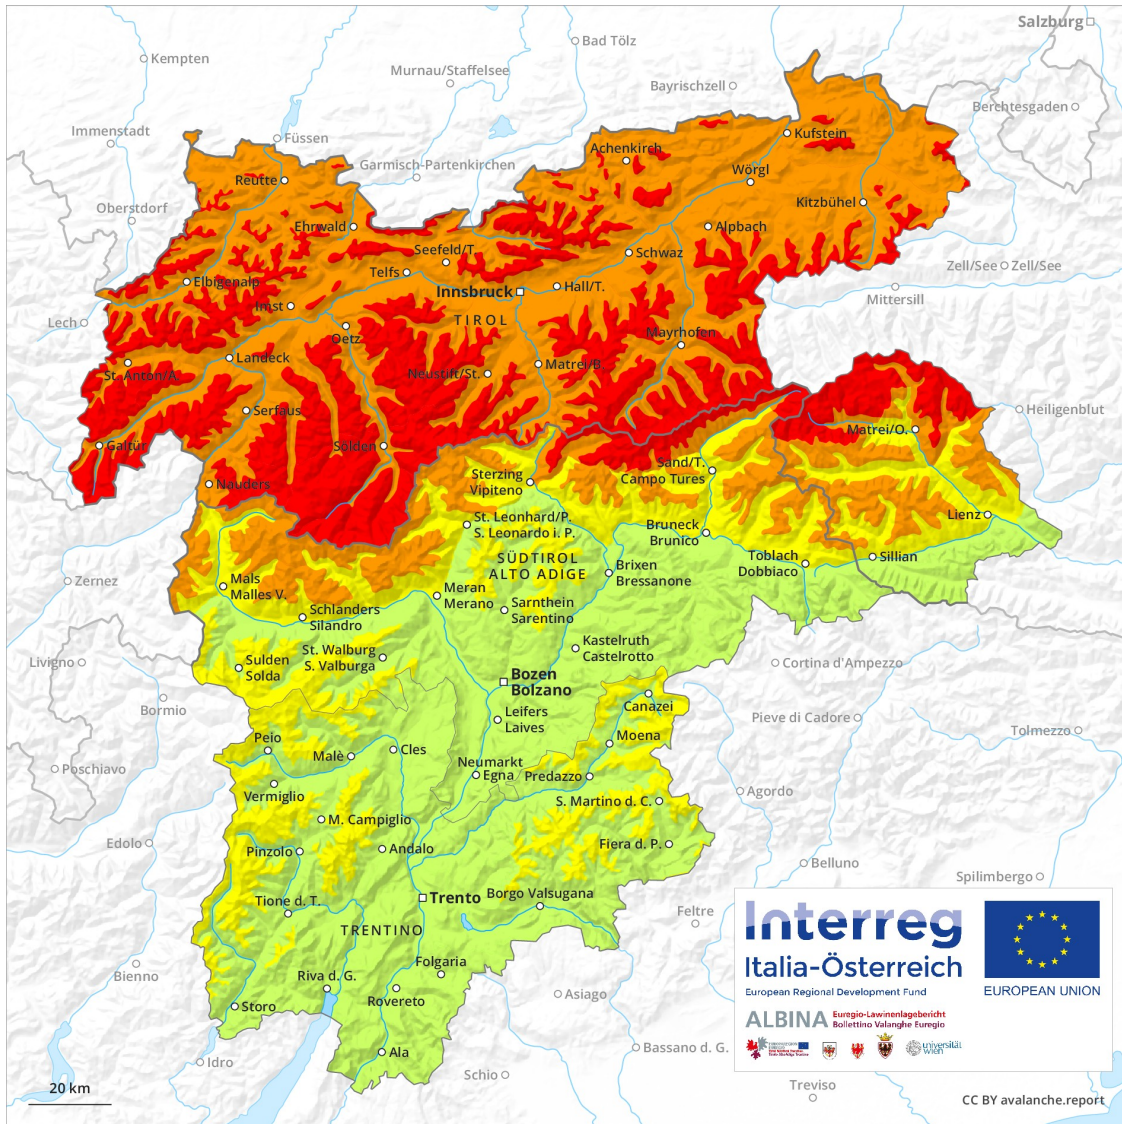 Salzburg
Bad Tölz
Kempten
Murnau/Staffelsee
Bayrischzell
Berchtesgaden
Immenstadt
Füssen
Kufstein
Achenkirch
Garmisch-Partenkirchen
Wörgl
Reutte
Oberstdorf
Kitzbühel
Ehrwald
Alpbach
Seefeld/T.
Schwaz
Telfs
Zell/See
Zell/See
Elbigenalp
Innsbruck
Hall/T.
Mittersill
Imst
Lech
TIROL
Oetz
Mayrhofen
Landeck
St. Anton/A.
Neustift/St.
Matrei/B.
Serfaus
Heiligenblut
Galtür
Sölden
Matrei/O.
Nauders
Sterzing
Vipiteno
Sand/T.
Campo Tures
St. Leonhard/P.
S. Leonardo i. P.
Lienz
Bruneck
Brunico
SÜDTIROL
ALTO ADIGE
Toblach
Dobbiaco
Sillian
Brixen
Bressanone
Zernez
Mals
Malles V.
Meran
Merano
Sarnthein
Sarentino
Schlanders
Silandro
Kastelruth
Castelrotto
St. Walburg
S. Valburga
Livigno
Sulden
Solda
Cortina d'Ampezzo
Bozen
Bolzano
Bormio
Canazei
Leifers
Laives
Pieve di Cadore
Tolmezzo
Peio
Moena
Malè
Cles
Poschiavo
Neumarkt
Egna
Predazzo
Vermiglio
Agordo
S. Martino d. C.
M. Campiglio
Edolo
Pinzolo
Andalo
Fiera d. P.
Belluno
Spilimbergo
Tione d. T.
Trento
Borgo Valsugana
Feltre
TRENTINO
Folgaria
Bienno
Riva d. G.
Rovereto
Asiago
Storo
Ala
Bassano d. G.
Idro
Schio
Treviso
20 km
Interreg
Italia-Österreich
European Regional Development Fund
EUROPEAN UNION
ALBINA
Euregio-Lawinenlagebericht
Bollettino Valanghe Euregio
universität
wien
CC BY avalanche.report